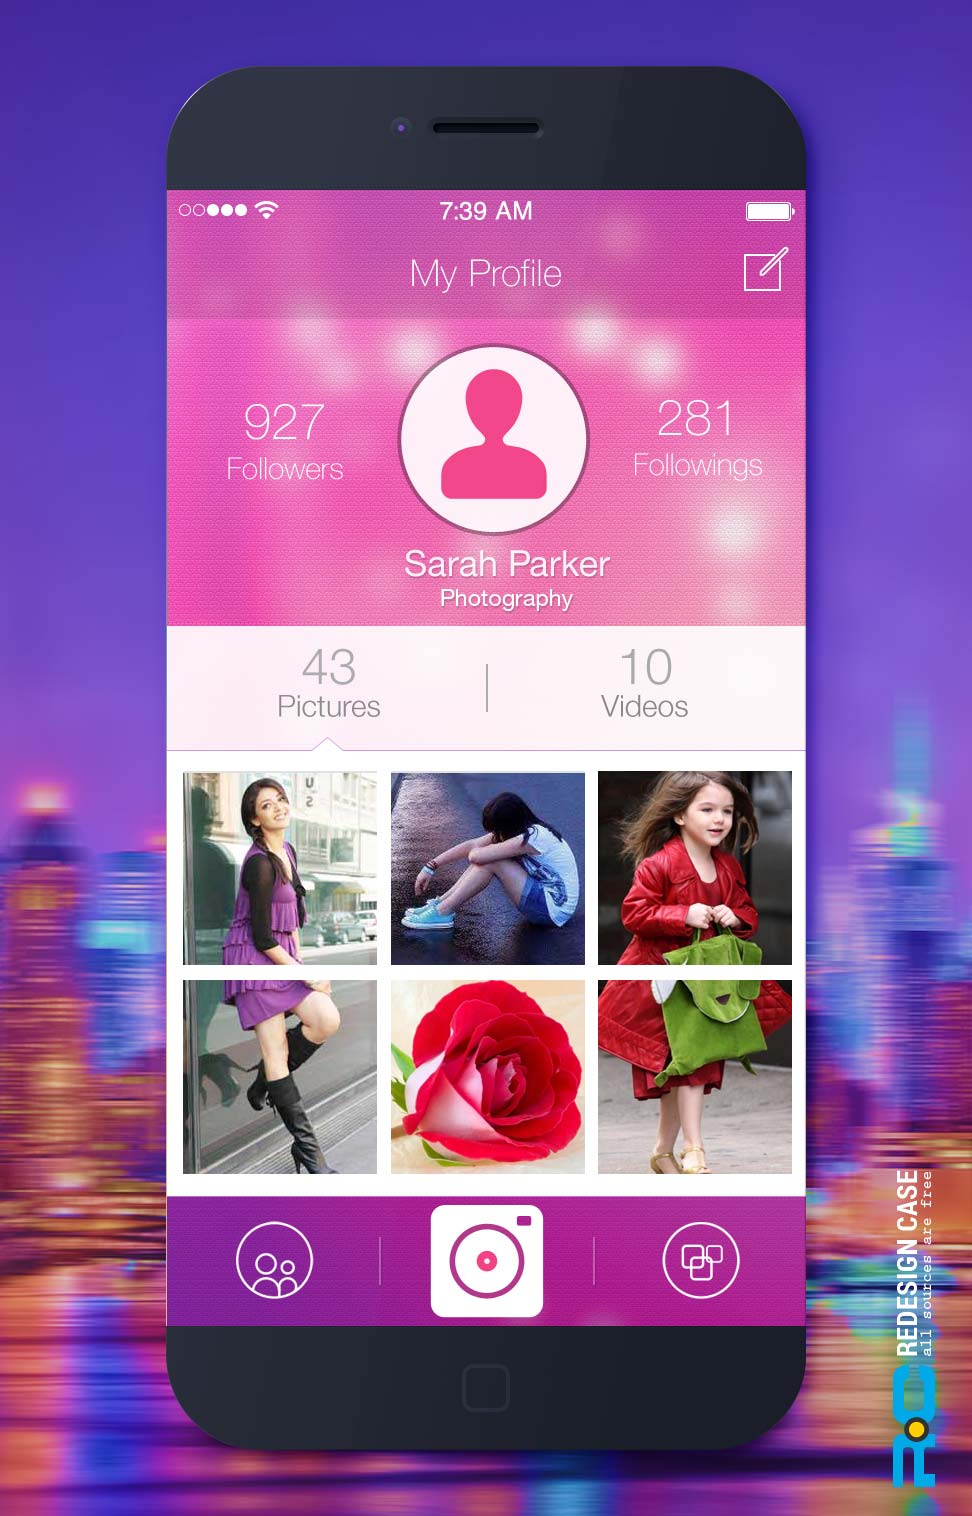 7:39 AM
My Profile
927
Followers
281
Followings
Sarah Parker
Photography
43
Pictures
10
Videos
U
S
REDESIGN CASE
all sources are free
R.C